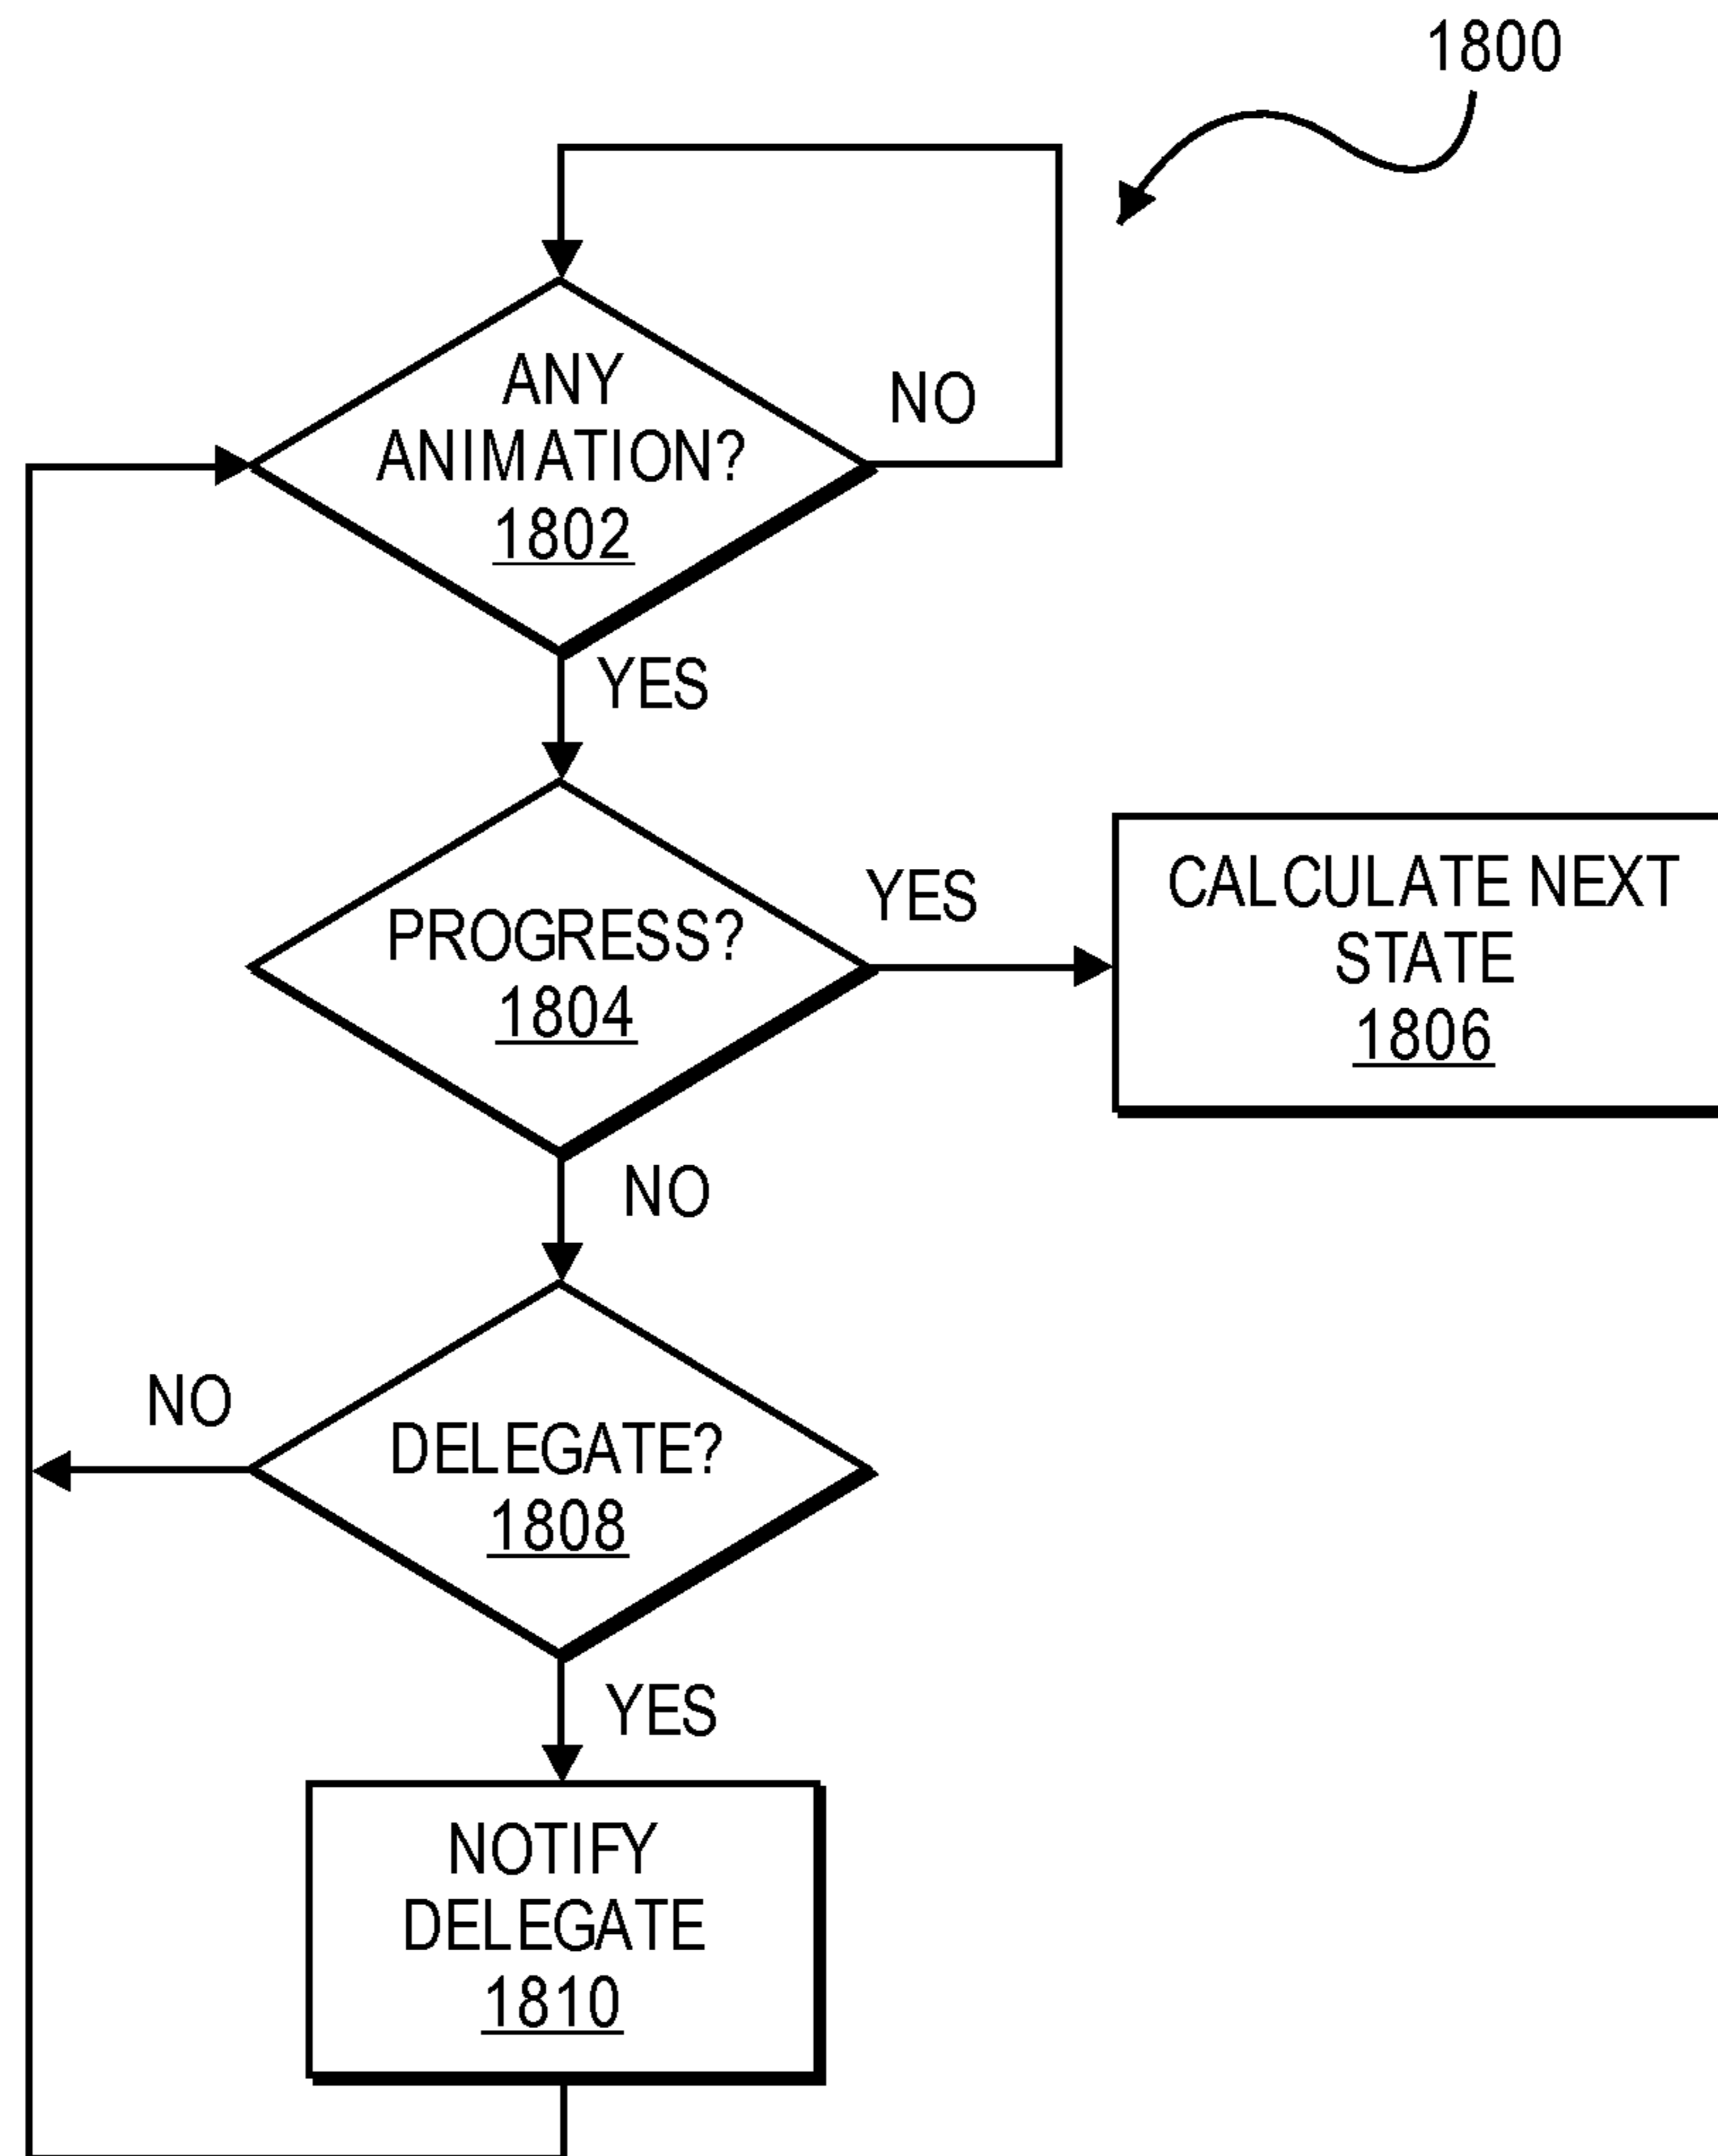 1800
ANY
ANIMATION?
1802
NO
YES
PROGRESS?
1804
YES
CALCULATE NEXT
STATE
1806
NO
DELEGATE?
1808
NO
YES
NOTIFY
DELEGATE
1810